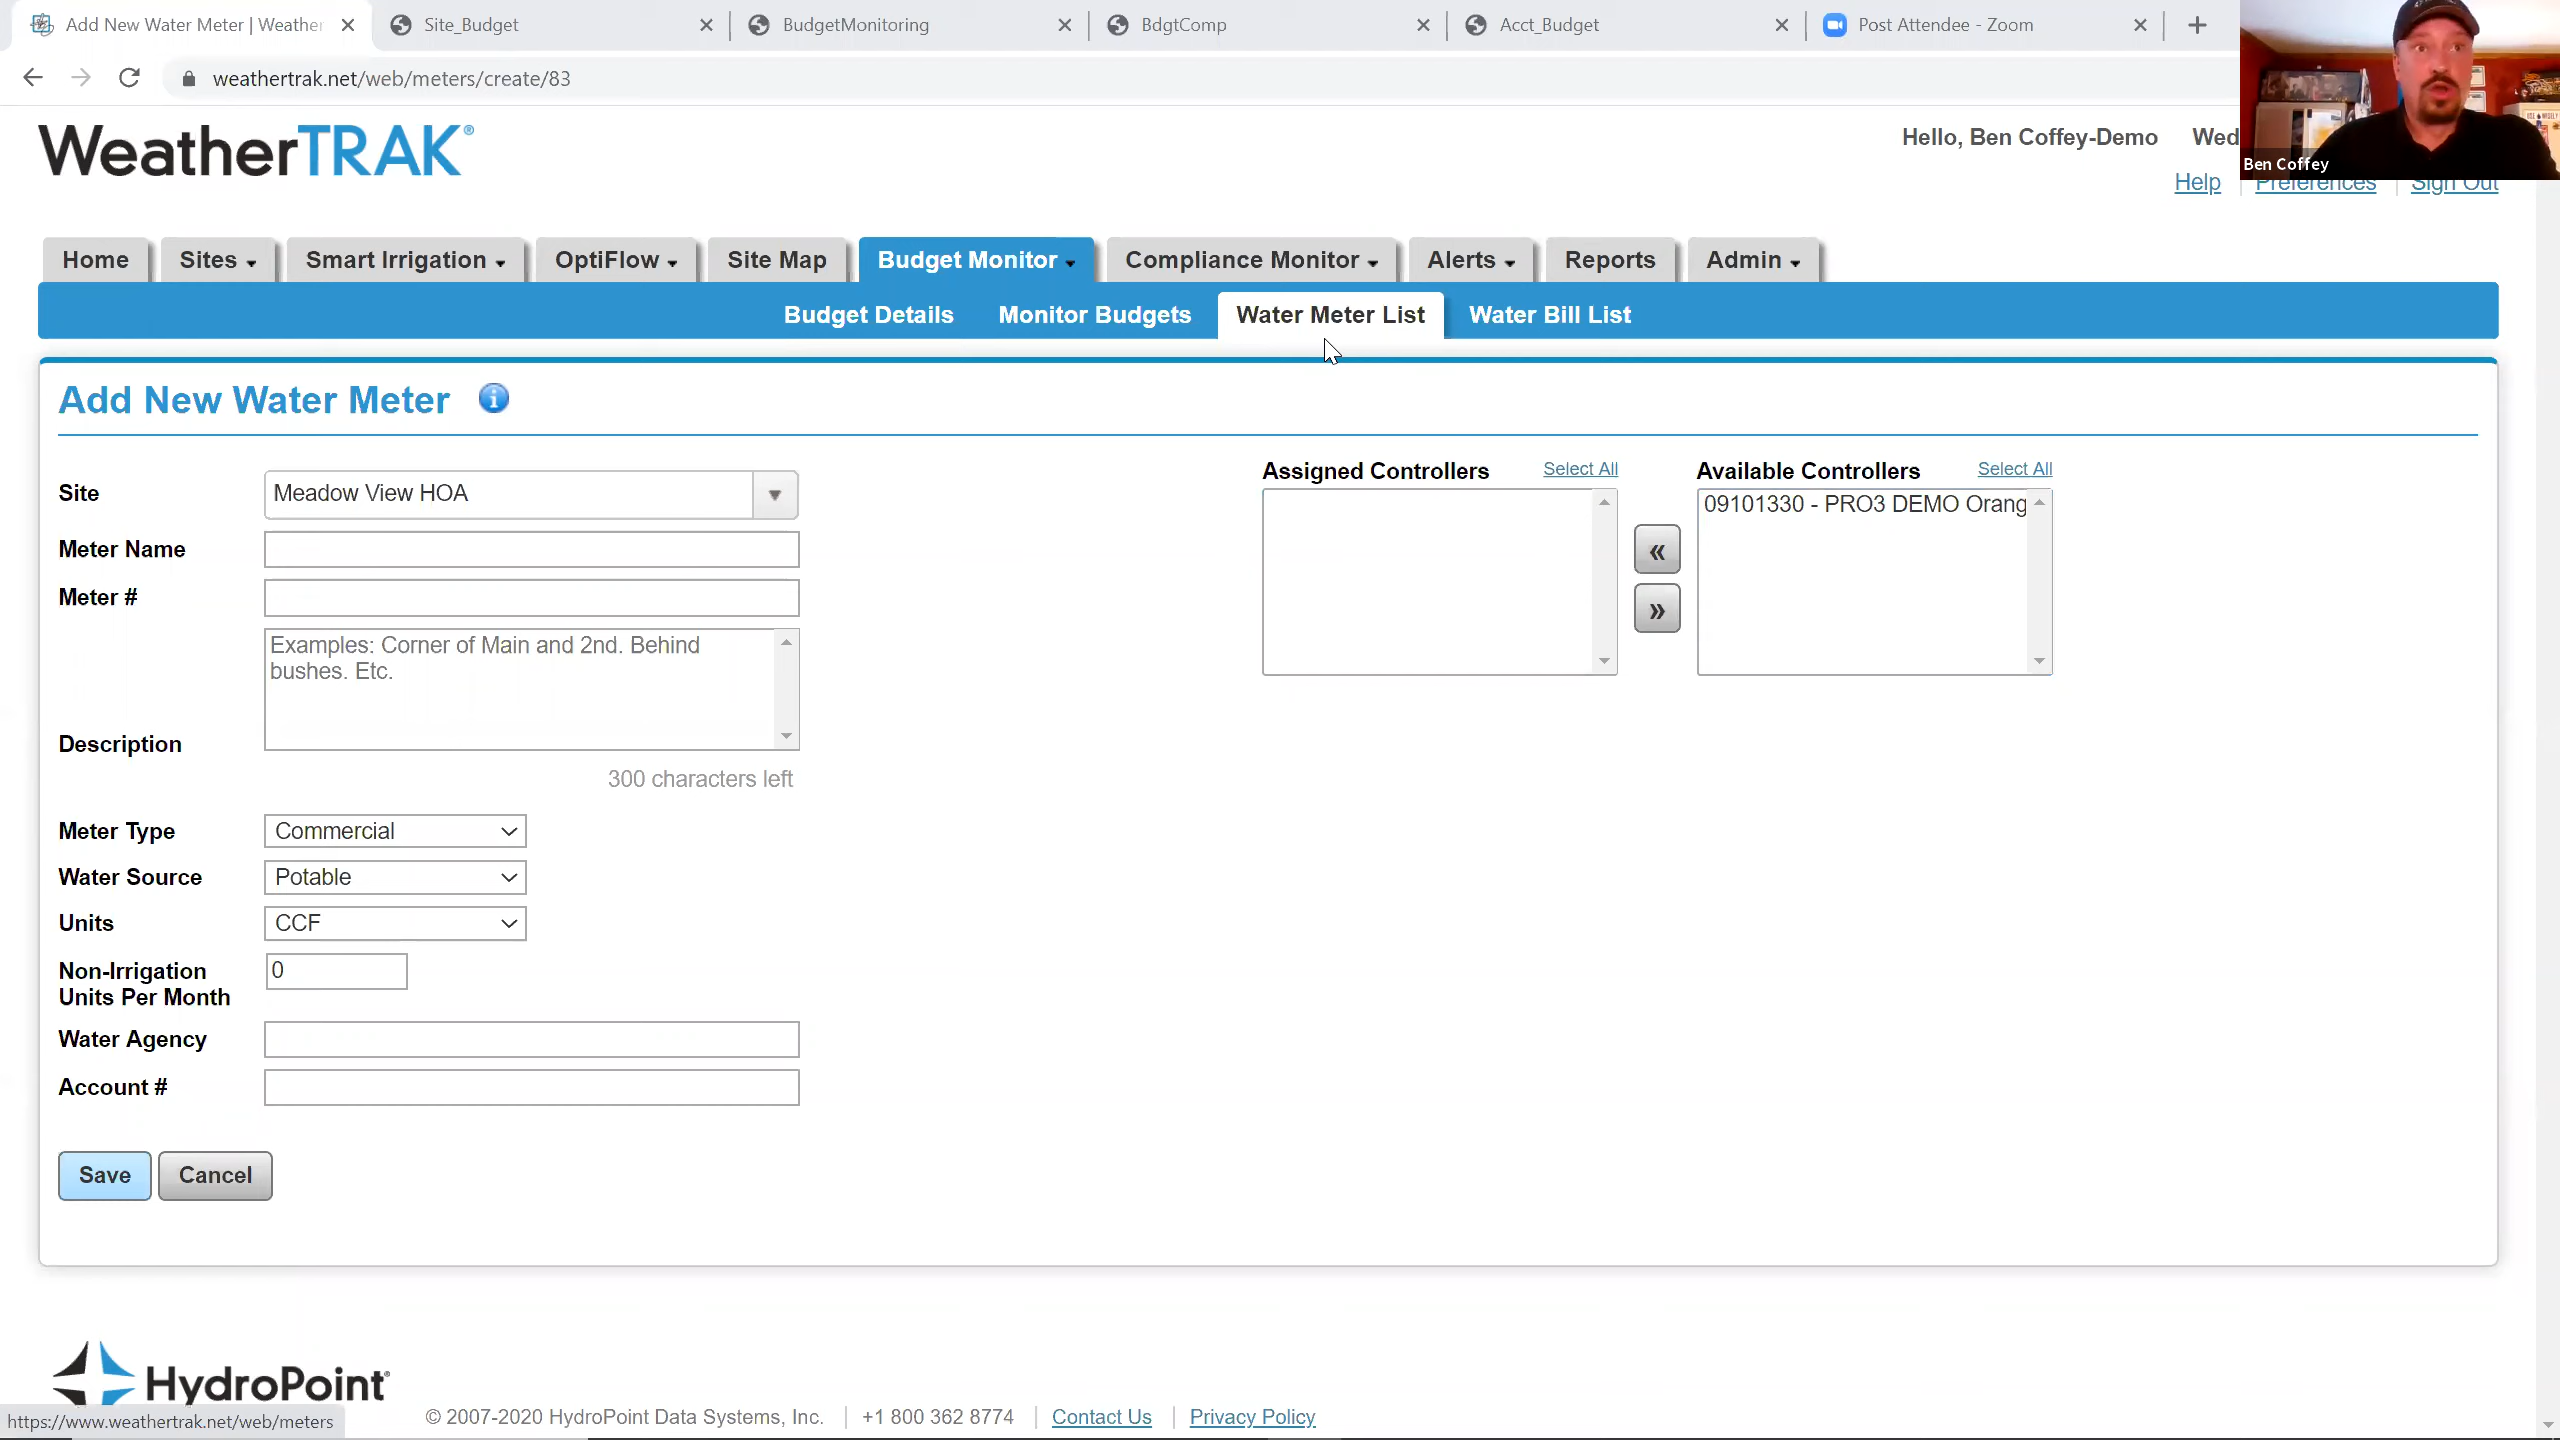 Add New Water Meter | Weather
Site_Budget
BudgetMonitoring
BdgtComp
Acct_Budget
Post Attendee - Zoom
weathertrak.net/web/meters/create/83
WeatherTRAK®
Hello, Ben Coffey-Demo Wed
Ben Coffey
Help Preferences Sign Out
Home Sites Smart Irrigation OptiFlow Site Map Budget Monitor Compliance Monitor Alerts Reports Admin
Budget Details Monitor Budgets Water Meter List Water Bill List
Add New Water Meter i
Assigned Controllers Select All Available Controllers Select All
Site Meadow View HOA
09101330 - PRO3 DEMO Orang
Meter Name
«
Meter #
»
Examples: Corner of Main and 2nd. Behind
bushes. Etc.
Description
300 characters left
Meter Type Commercial
Water Source Potable
Units CCF
Non-Irrigation 0
Units Per Month
Water Agency
Account #
Save Cancel
HydroPoint®
https://www.weathertrak.net/web/meters
© 2007-2020 HydroPoint Data Systems, Inc. +1 800 362 8774 Contact Us Privacy Policy